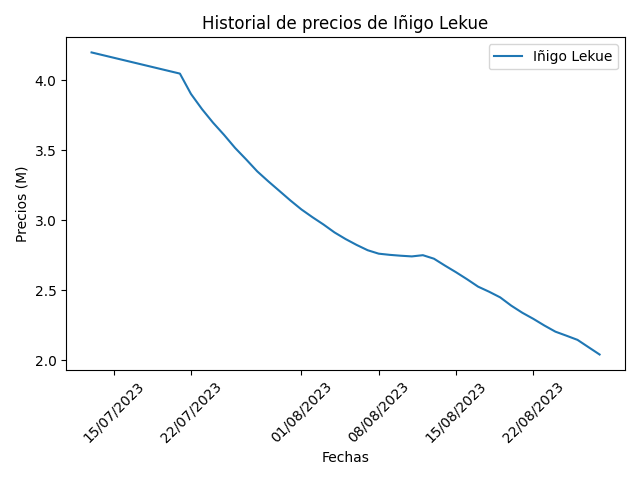 Historial de precios de Iñigo Lekue
Iñigo Lekue
Precios (M)
4.0
3.5
3.0
2.5
2.0
15/07/2023
22/07/2023
01/08/2023
08/08/2023
15/08/2023
22/08/2023
Fechas